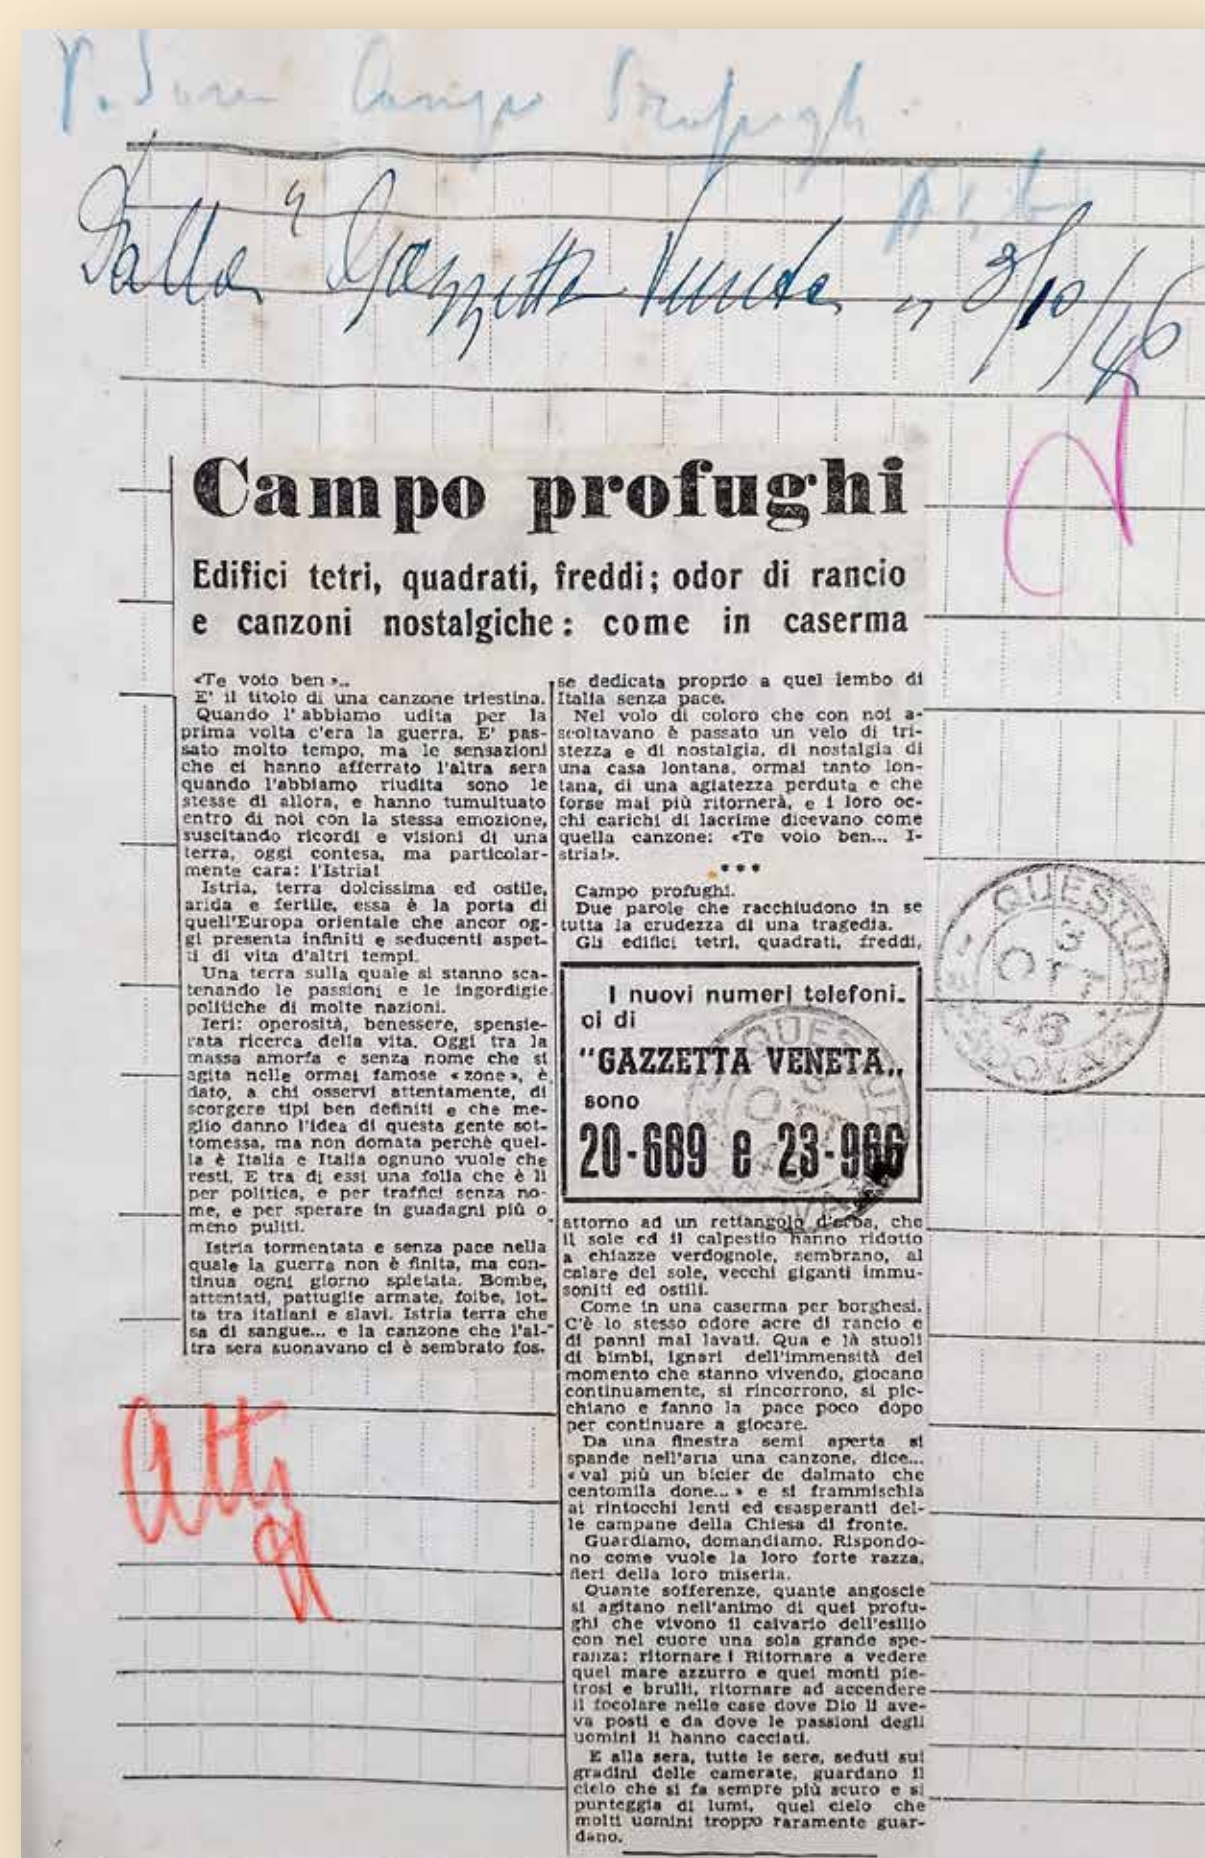 Campo Profughi
Dalla "Gazzetta Veneta" 3/10/46
Campo profughi
Edifici tetri, quadrati, freddi; odor di rancio
e canzoni nostalgiche: come in caserma
«Te voio ben»..
E' il titolo di una canzone triestina.
Quando l'abbiamo udita per la
prima volta c'era la guerra. E' pas-
sato molto tempo, ma le sensazioni
che ci hanno afferrato l'altra sera
quando l'abbiamo riudita sono le
stesse di allora, e hanno tumultuato
entro di noi con la stessa emozione,
suscitando ricordi e visioni di una
terra, oggi contesa, ma particolar-
mente cara: l'Istria!
Istria, terra dolcissima ed ostile,
arida e fertile, essa è la porta di
quell'Europa orientale che ancor og-
gi presenta infiniti e seducenti aspet-
ti di vita d'altri tempi.
Una terra sulla quale si stanno sca-
tenando le passioni e le ingordigie
politiche di molte nazioni.
Ieri: operosità, benessere, spensie-
rata ricerca della vita. Oggi tra la
massa amorfa e senza nome che si
agita nelle ormai famose «zone», è
dato, a chi osservi attentamente, di
scorgere tipi ben definiti e che me-
glio danno l'idea di questa gente sot-
tomessa, ma non domata perchè quel-
la è Italia e Italia ognuno vuole che
resti. E tra di essi una folla che è lì
per politica, e per traffici senza no-
me, e per sperare in guadagni più o
meno puliti.
Istria tormentata e senza pace nella
quale la guerra non è finita, ma con-
tinua ogni giorno spietata. Bombe,
attentati, pattuglie armate, foibe, lot-
ta tra italiani e slavi. Istria terra che
sa di sangue... e la canzone che l'al-
tra sera suonavano ci è sembrato fos-
se dedicata proprio a quel lembo di
Italia senza pace.
Nel volo di coloro che con noi a-
scoltavano è passato un velo di tri-
stezza e di nostalgia, di nostalgia di
una casa lontana, ormai tanto lon-
tana, di una agiatezza perduta e che
forse mai più ritornerà, e i loro oc-
chi carichi di lacrime dicevano come
quella canzone: «Te voio ben... I-
stria!».
***
Campo profughi.
Due parole che racchiudono in se
tutta la crudezza di una tragedia.
Gli edifici tetri, quadrati, freddi,
I nuovi numeri telefoni-
ci di
"GAZZETTA VENETA„
sono
20-689 e 23-966
attorno ad un rettangolo d'erba, che
il sole ed il calpestio hanno ridotto
a chiazze verdognole, sembrano, al
calare del sole, vecchi giganti immu-
soniti ed ostili.
Come in una caserma per borghesi.
C'è lo stesso odore acre di rancio e
di panni mal lavati. Qua e là stuoli
di bimbi, ignari dell'immensità del
momento che stanno vivendo, giocano
continuamente, si rincorrono, si pic-
chiano e fanno la pace poco dopo
per continuare a giocare.
Da una finestra semi aperta si
spande nell'aria una canzone, dice...
«val più un bicier de dalmato che
centomila done...» e si frammischia
ai rintocchi lenti ed esasperanti del-
le campane della Chiesa di fronte.
Guardiamo, domandiamo. Rispondo-
no come vuole la loro forte razza,
fieri della loro miseria.
Quante sofferenze, quante angoscie
si agitano nell'animo di quei profu-
ghi che vivono il calvario dell'esilio
con nel cuore una sola grande spe-
ranza: ritornare! Ritornare a vedere
quel mare azzurro e quei monti pie-
trosi e brulli, ritornare ad accendere
il focolare nelle case dove Dio li ave-
va posti e da dove le passioni degli
uomini li hanno cacciati.
E alla sera, tutte le sere, seduti sui
gradini delle camerate, guardano il
cielo che si fa sempre più scuro e si
punteggia di lumi, quel cielo che
molti uomini troppo raramente guar-
dano.
QUESTURA
3
OTT
46
QUESTURA
3
OTT
Atti